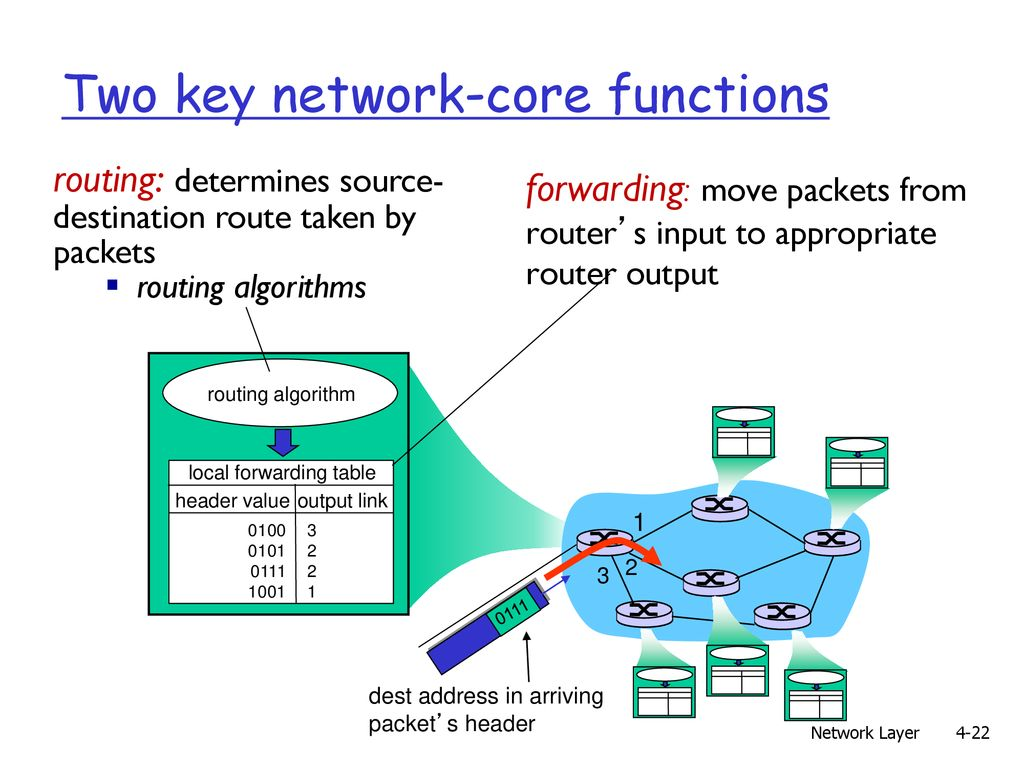 Two key network-core functions
routing: determines source-
destination route taken by
packets
▪ routing algorithms
forwarding: move packets from
router’s input to appropriate
router output
routing algorithm
local forwarding table
header value output link
0100 3
0101 2
0111 2
1001 1
1
2
3
0111
dest address in arriving
packet’s header
Network Layer 4-22